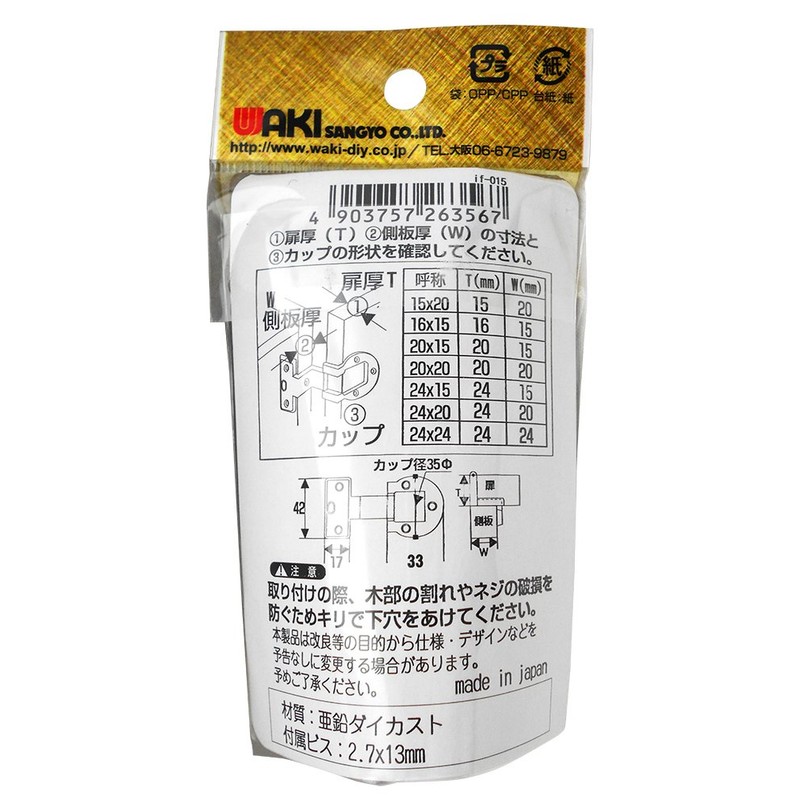 プラ
紙
袋:OPP/CPP 台紙:紙
WAKI SANGYO CO.,LTD.
http://www.waki-diy.co.jp/TEL.大阪06-6723-9879
if-015
4 903757 263567
①扉厚(T)②側板厚(W)の寸法と
③カップの形状を確認してください。
扉厚T
W
側板厚
①
②
③
カップ
呼称 T(mm) W(mm)
15x20 15 20
16x15 16 15
20x15 20 15
20x20 20 20
24x15 24 15
24x20 24 20
24x24 24 24
カップ径35Φ
42
17
33
T
扉
側板
W
注意
取り付けの際、木部の割れやネジの破損を
防ぐためキリで下穴をあけてください。
本製品は改良等の目的から仕様・デザインなどを
予告なしに変更する場合があります。
予めご了承ください。
made in japan
材質:亜鉛ダイカスト
付属ビス:2.7x13mm